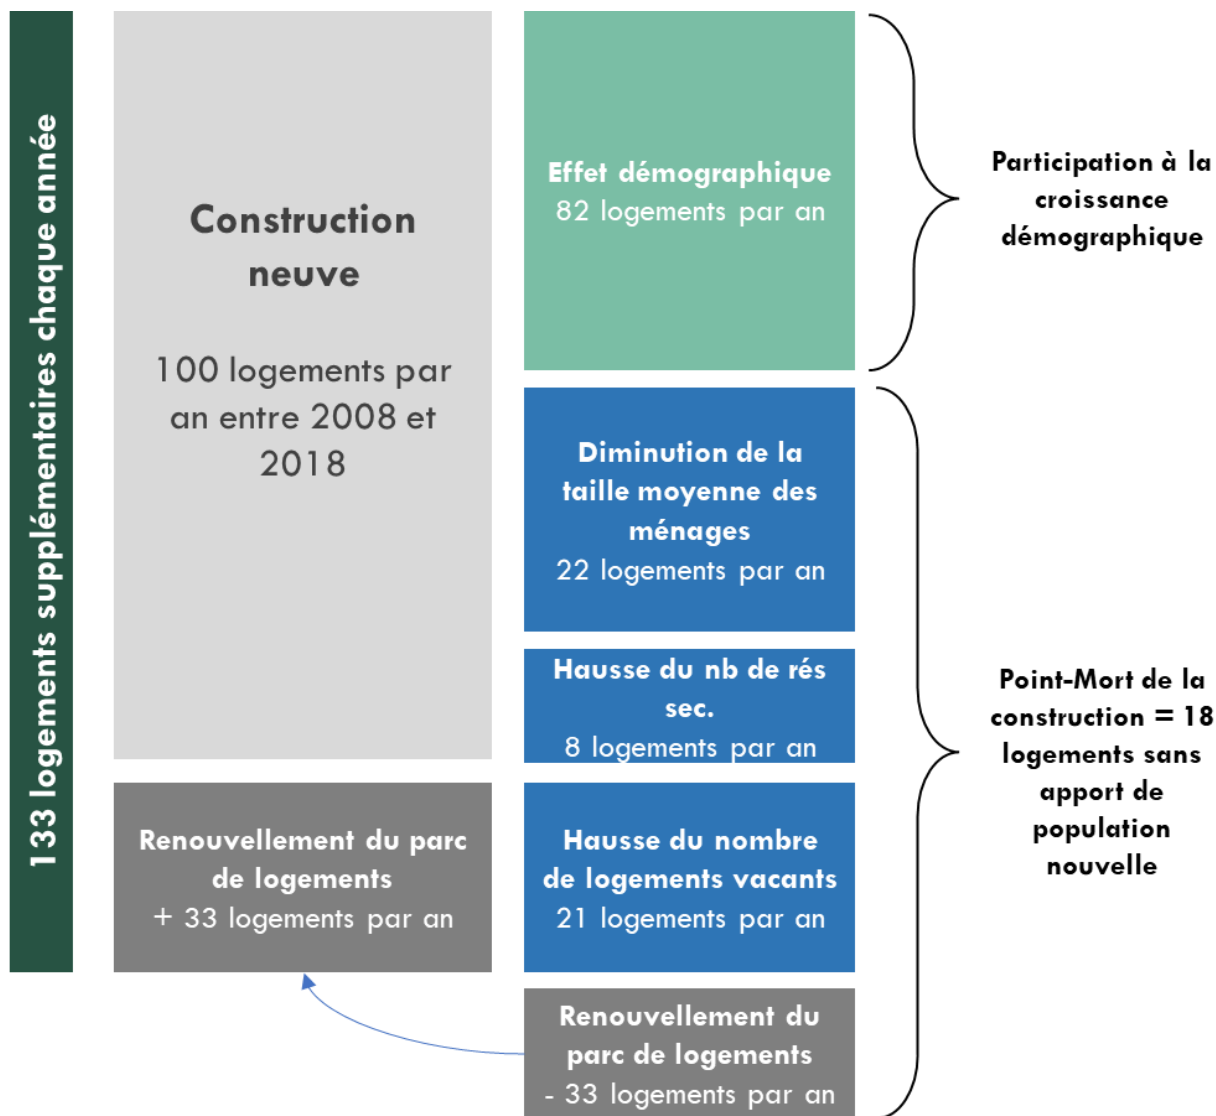 133 logements supplémentaires chaque année
Construction
neuve
100 logements par
an entre 2008 et
2018
Renouvellement du parc
de logements
+ 33 logements par an
Effet démographique
82 logements par an
Diminution de la
taille moyenne des
ménages
22 logements par an
Hausse du nb de rés
sec.
8 logements par an
Hausse du nombre
de logements vacants
21 logements par an
Renouvellement du
parc de logements
- 33 logements par an
Participation à la
croissance
démographique
Point-Mort de la
construction = 18
logements sans
apport de
population
nouvelle